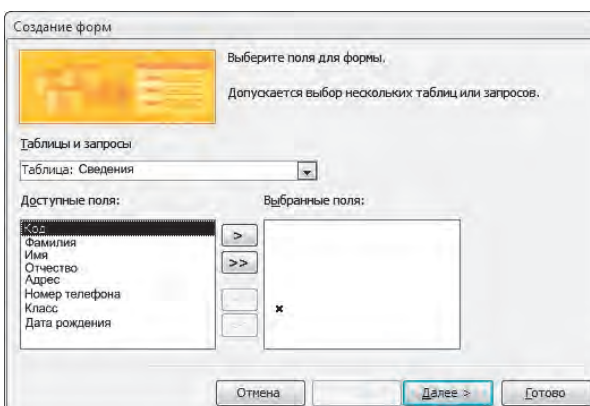 Создание форм
Выберите поля для формы.
Допускается выбор нескольких таблиц или запросов.
Таблицы и запросы
Таблица: Сведения
Доступные поля:
Выбранные поля:
Код
Фамилия
Имя
Отчество
Адрес
Номер телефона
Класс
Дата рождения
>
>>
Отмена
Далее >
Готово